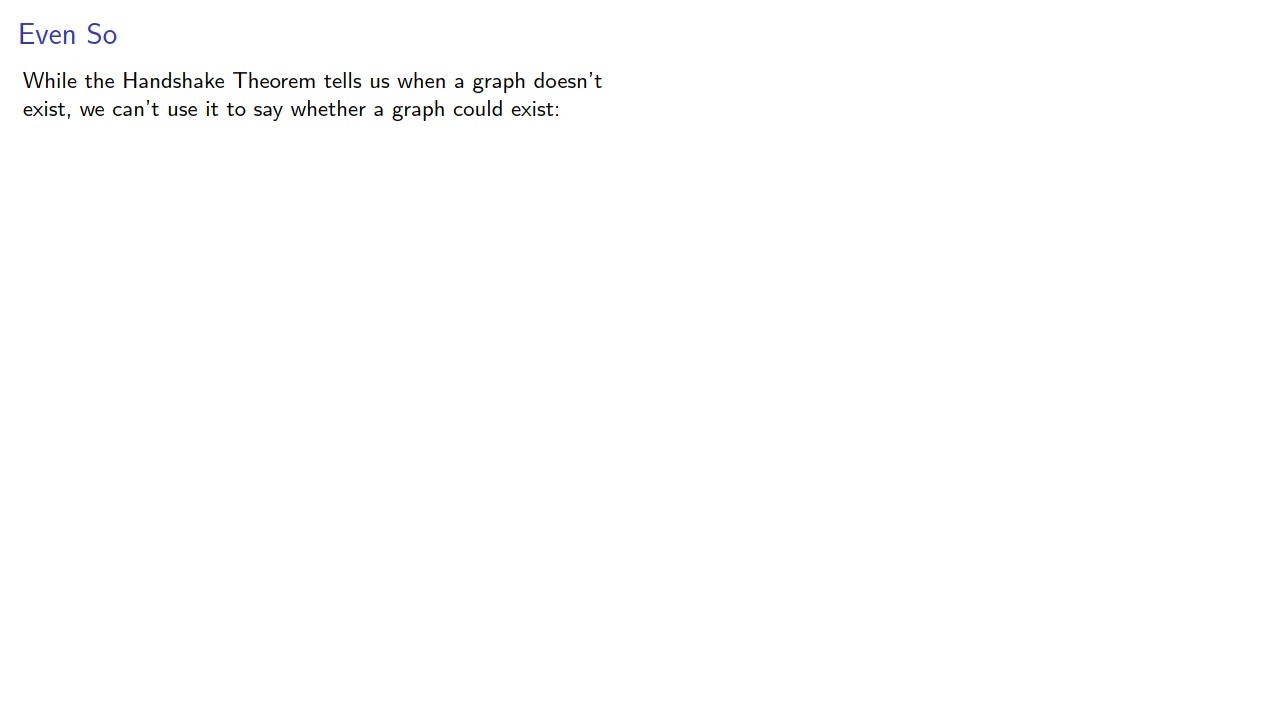 Even So
While the Handshake Theorem tells us when a graph doesn't
exist, we can't use it to say whether a graph could exist: